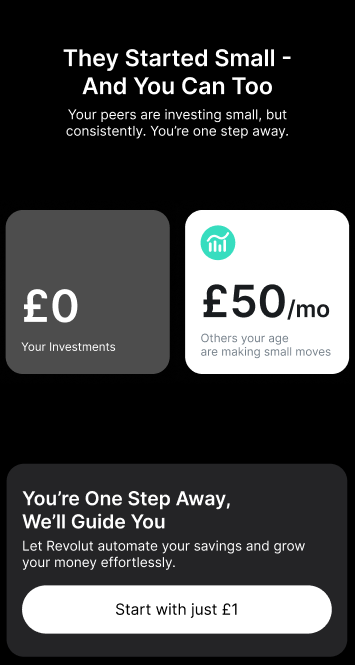 They Started Small -
And You Can Too
Your peers are investing small, but
consistently. You’re one step away.
£0
Your Investments
£50/mo
Others your age
are making small moves
You’re One Step Away,
We’ll Guide You
Let Revolut automate your savings and grow
your money effortlessly.
Start with just £1